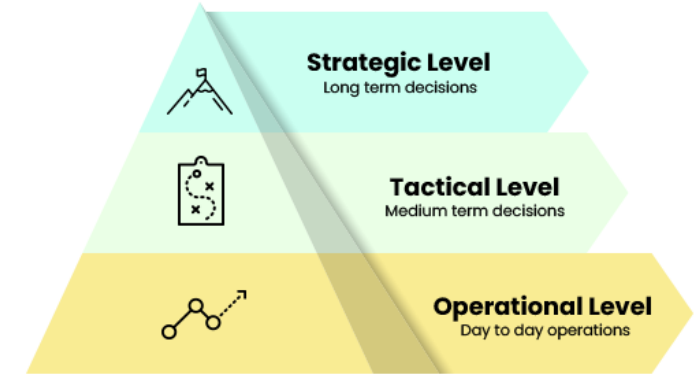 Strategic Level
Long term decisions
Tactical Level
Medium term decisions
Operational Level
Day to day operations